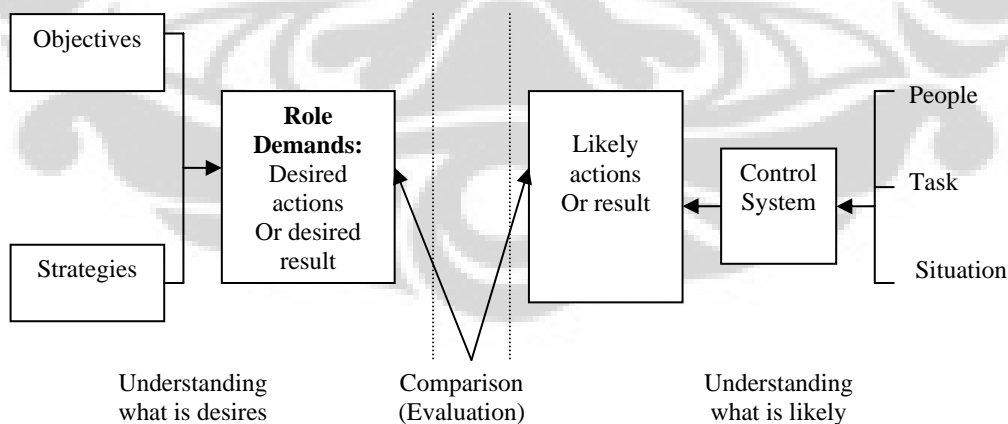 Objectives
Strategies
Role
Demands:
Desired
actions
Or desired
result
Likely
actions
Or result
Control
System
People
Task
Situation
Understanding
what is desires
Comparison
(Evaluation)
Understanding
what is likely